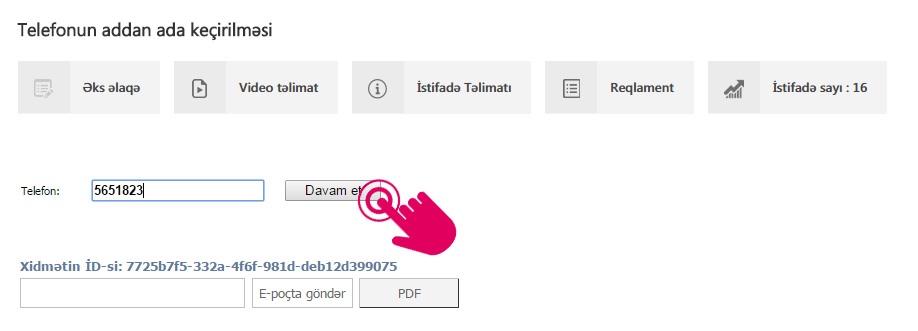 Telefonun addan ada keçirilməsi
Əks əlaqə Video təlimat İstifadə Təlimatı Reqlament İstifadə sayı : 16
Telefon: 5651823 Davam et
Xidmətin İD-si: 7725b7f5-332a-4f6f-981d-deb12d399075
E-poçta göndər PDF